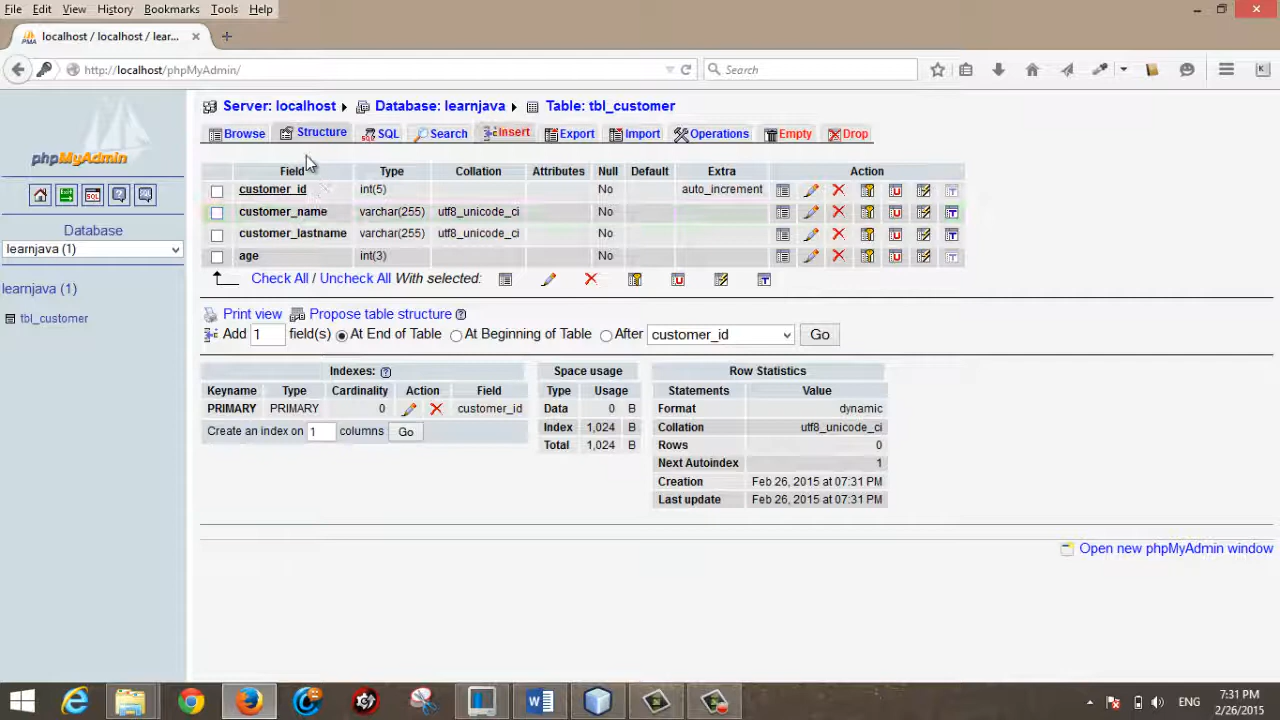 File Edit View History Bookmarks Tools Help
PMA localhost / localhost / lear...
http://localhost/phpMyAdmin/ Search
Server: localhost Database: learnjava Table: tbl_customer
Browse Structure SQL Search Insert Export Import Operations Empty Drop
phpMyAdmin
SQL
Database
learnjava (1)
learnjava (1)
tbl_customer
Field Type Collation Attributes Null Default Extra Action
customer_id int(5) No auto_increment
customer_name varchar(255) utf8_unicode_ci No
customer_lastname varchar(255) utf8_unicode_ci No
age int(3) No
Check All / Uncheck All With selected:
Print view Propose table structure
Add 1 field(s) At End of Table At Beginning of Table After customer_id Go
Indexes:
Keyname Type Cardinality Action Field
PRIMARY PRIMARY 0 customer_id
Create an index on 1 columns Go
Space usage
Type Usage
Data 0 B
Index 1,024 B
Total 1,024 B
Row Statistics
Statements Value
Format dynamic
Collation utf8_unicode_ci
Rows 0
Next Autoindex 1
Creation Feb 26, 2015 at 07:31 PM
Last update Feb 26, 2015 at 07:31 PM
Open new phpMyAdmin window
ENG
7:31 PM
2/26/2015